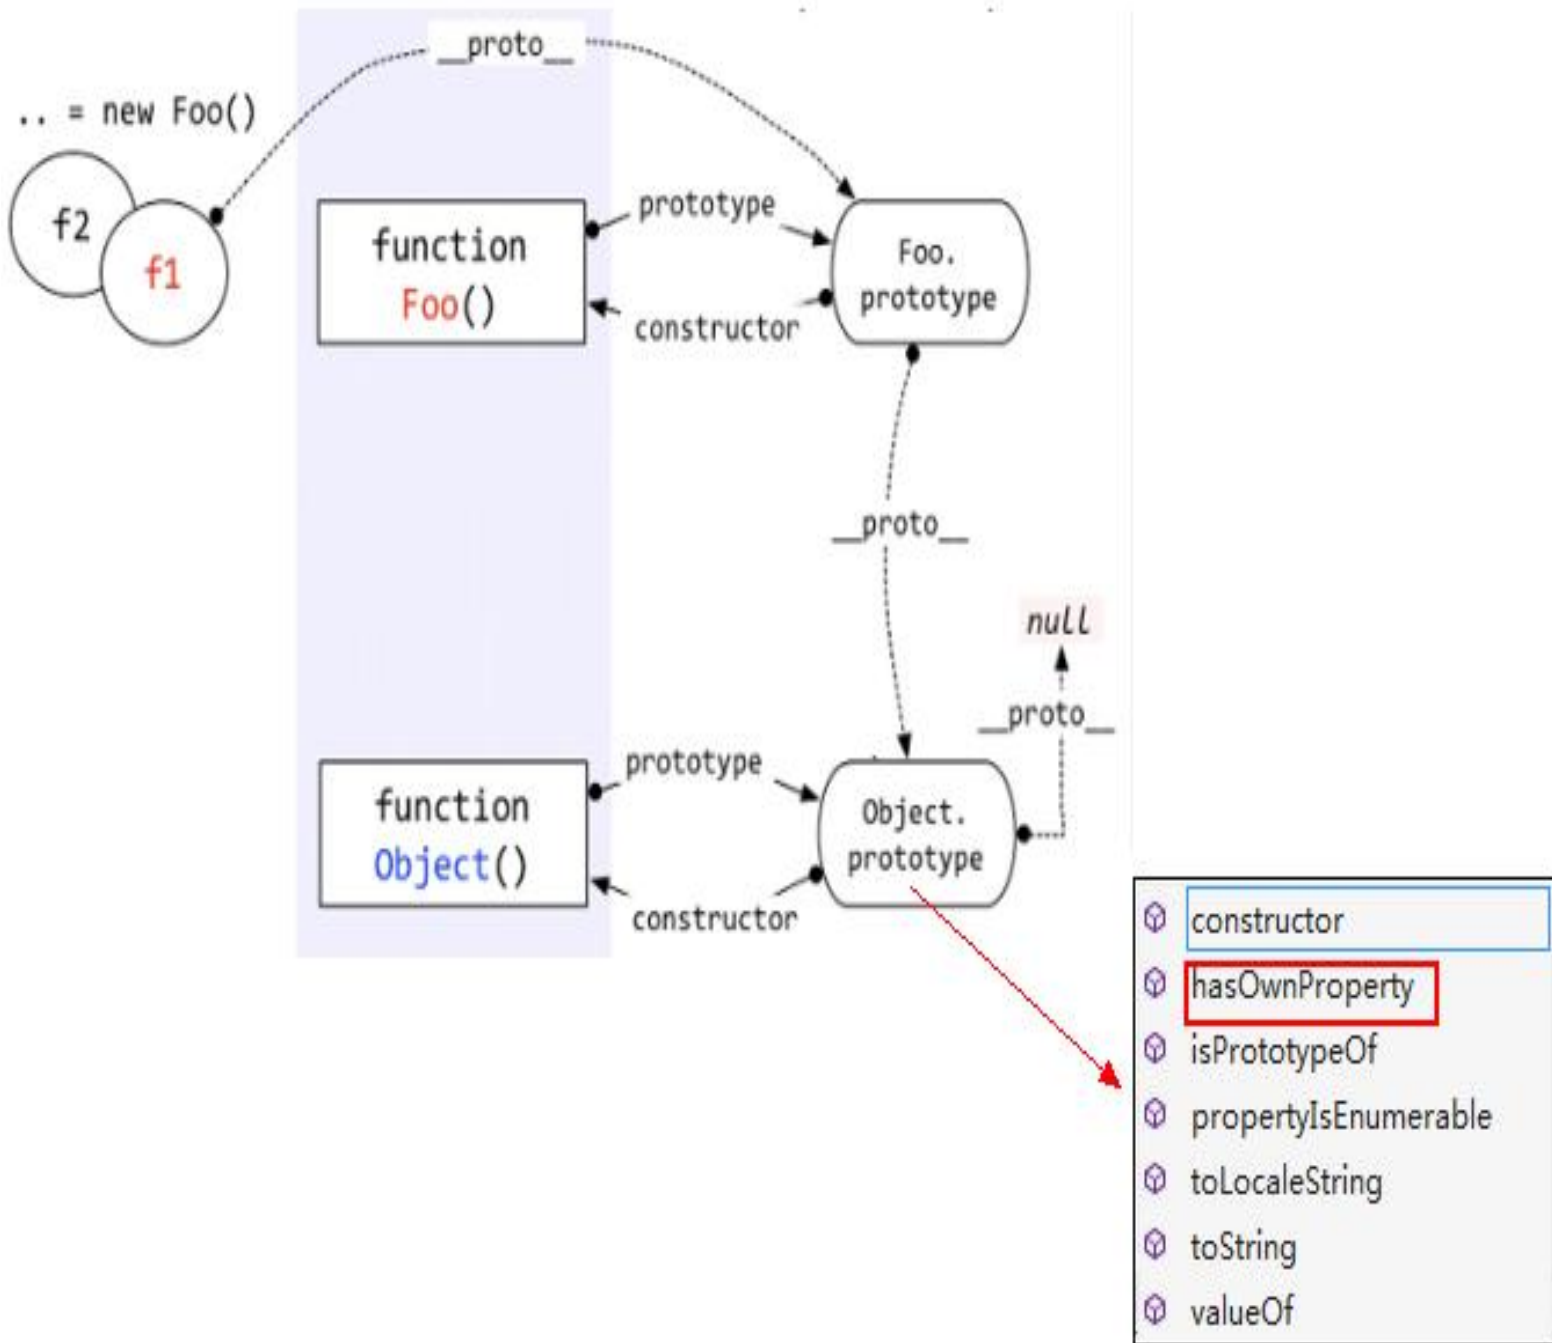 __proto__
.. = new Foo()
f2
f1
function
Foo()
prototype
constructor
Foo.
prototype
__proto__
null
__proto__
function
Object()
prototype
constructor
Object.
prototype
constructor
hasOwnProperty
isPrototypeOf
propertyIsEnumerable
toLocaleString
toString
valueOf